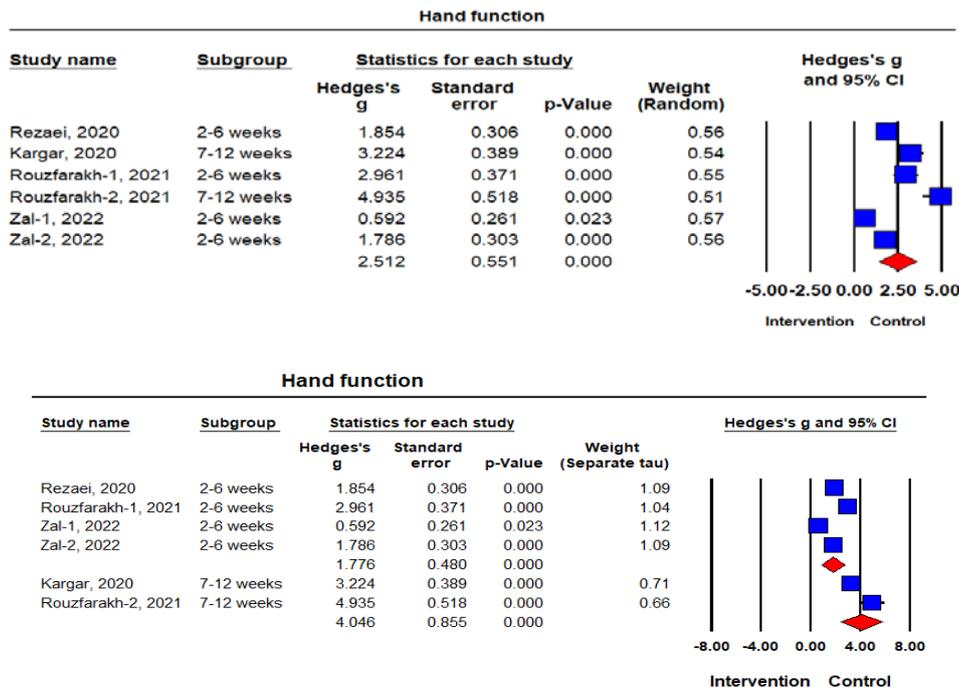 Hand function
Study name Subgroup Statistics for each study Hedges's g and 95% CI
Hedges's g Standard error p-Value Weight (Random)
Rezaei, 2020 2-6 weeks 1.854 0.306 0.000 0.56
Kargar, 2020 7-12 weeks 3.224 0.389 0.000 0.54
Rouzfarakh-1, 2021 2-6 weeks 2.961 0.371 0.000 0.55
Rouzfarakh-2, 2021 7-12 weeks 4.935 0.518 0.000 0.51
Zal-1, 2022 2-6 weeks 0.592 0.261 0.023 0.57
Zal-2, 2022 2-6 weeks 1.786 0.303 0.000 0.56
2.512 0.551 0.000
-5.00 -2.50 0.00 2.50 5.00
Intervention Control
Hand function
Study name Subgroup Statistics for each study Hedges's g and 95% CI
Hedges's g Standard error p-Value Weight (Separate tau)
Rezaei, 2020 2-6 weeks 1.854 0.306 0.000 1.09
Rouzfarakh-1, 2021 2-6 weeks 2.961 0.371 0.000 1.04
Zal-1, 2022 2-6 weeks 0.592 0.261 0.023 1.12
Zal-2, 2022 2-6 weeks 1.786 0.303 0.000 1.09
1.776 0.480 0.000
Kargar, 2020 7-12 weeks 3.224 0.389 0.000 0.71
Rouzfarakh-2, 2021 7-12 weeks 4.935 0.518 0.000 0.66
4.046 0.855 0.000
-8.00 -4.00 0.00 4.00 8.00
Intervention Control